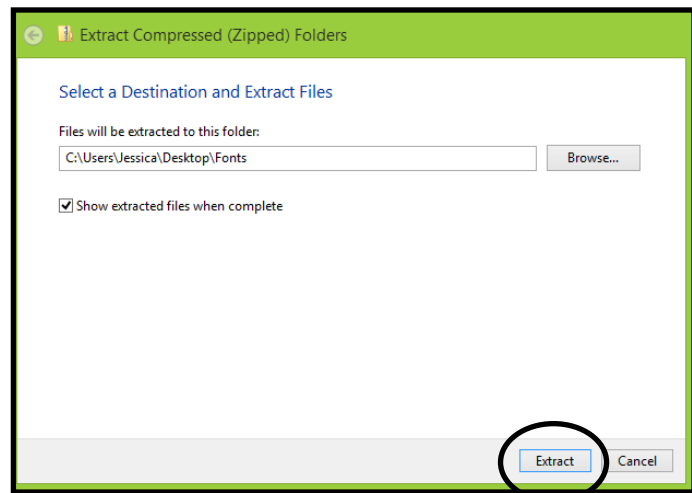 Extract Compressed (Zipped) Folders
Select a Destination and Extract Files
Files will be extracted to this folder:
C:\Users\Jessica\Desktop\Fonts
Browse...
Show extracted files when complete
Extract
Cancel